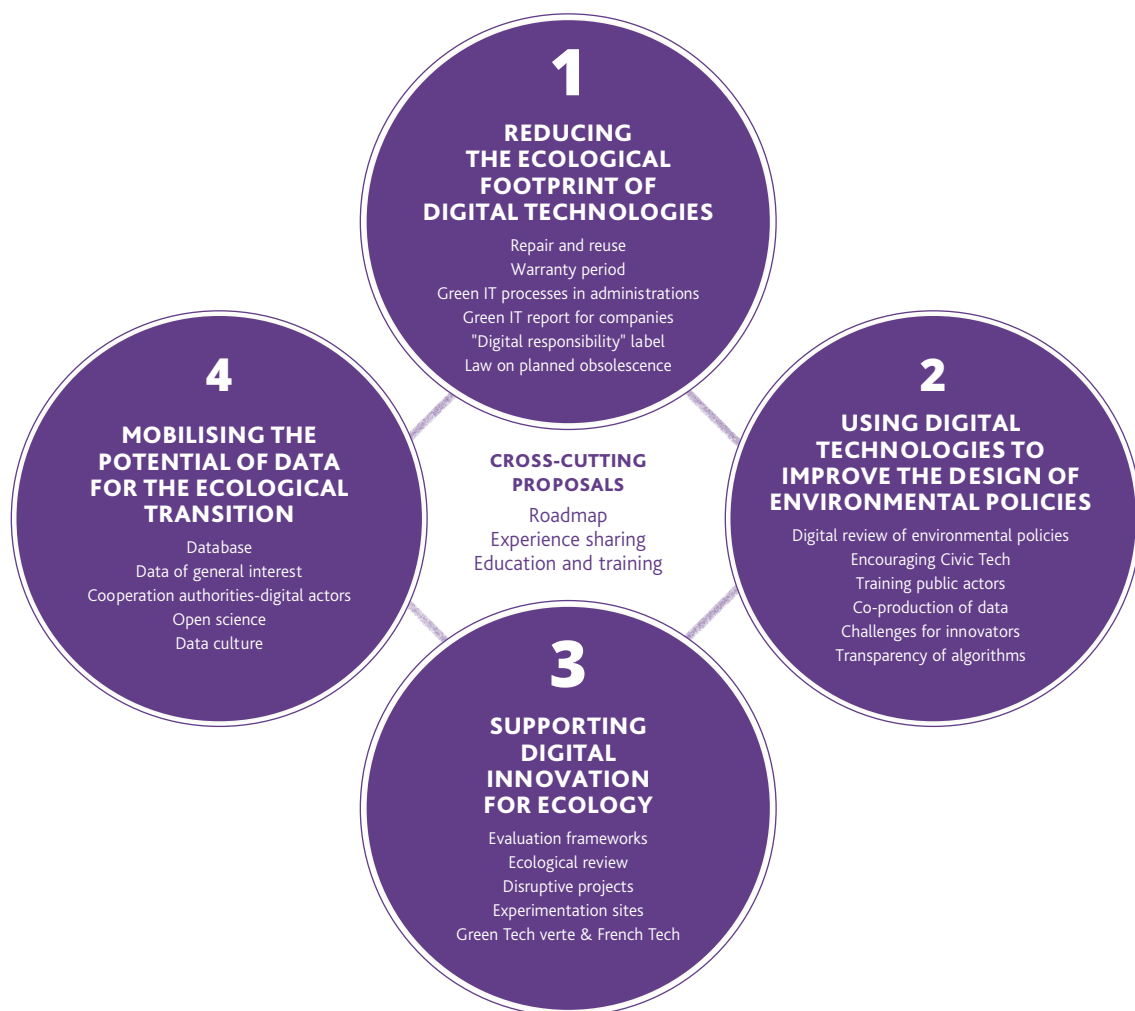 1
REDUCING
THE ECOLOGICAL
FOOTPRINT OF
DIGITAL TECHNOLOGIES
Repair and reuse
Warranty period
Green IT processes in administrations
Green IT report for companies
"Digital responsibility" label
Law on planned obsolescence
2
USING DIGITAL
TECHNOLOGIES TO
IMPROVE THE DESIGN OF
ENVIRONMENTAL POLICIES
Digital review of environmental policies
Encouraging Civic Tech
Training public actors
Co-production of data
Challenges for innovators
Transparency of algorithms
3
SUPPORTING
DIGITAL
INNOVATION
FOR ECOLOGY
Evaluation frameworks
Ecological review
Disruptive projects
Experimentation sites
Green Tech verte & French Tech
4
MOBILISING THE
POTENTIAL OF DATA
FOR THE ECOLOGICAL
TRANSITION
Database
Data of general interest
Cooperation authorities-digital actors
Open science
Data culture
CROSS-CUTTING
PROPOSALS
Roadmap
Experience sharing
Education and training